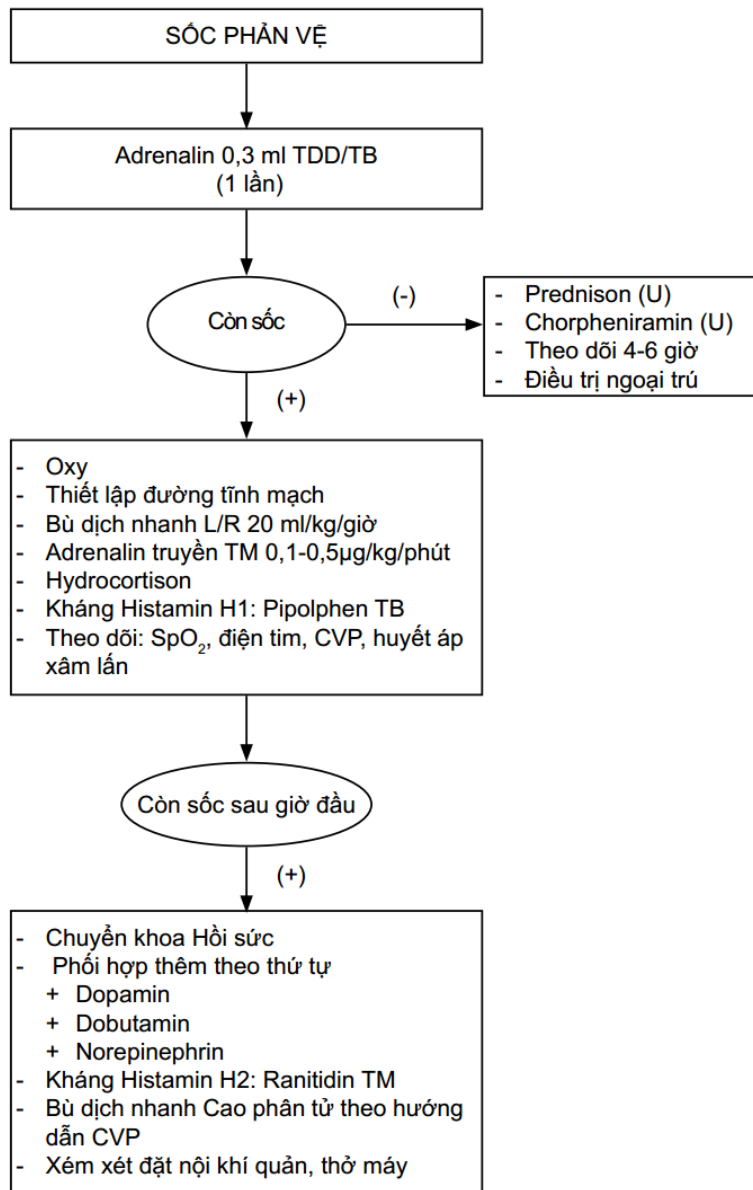 SỐC PHẢN VỆ
Adrenalin 0,3 ml TDD/TB
(1 lần)
Còn sốc
(-)
- Prednison (U)
- Chorpheniramin (U)
- Theo dõi 4-6 giờ
- Điều trị ngoại trú
(+)
- Oxy
- Thiết lập đường tĩnh mạch
- Bù dịch nhanh L/R 20 ml/kg/giờ
- Adrenalin truyền TM 0,1-0,5µg/kg/phút
- Hydrocortison
- Kháng Histamin H1: Pipolphen TB
- Theo dõi: SpO₂, điện tim, CVP, huyết áp
xâm lấn
Còn sốc sau giờ đầu
(+)
- Chuyển khoa Hồi sức
- Phối hợp thêm theo thứ tự
+ Dopamin
+ Dobutamin
+ Norepinephrin
- Kháng Histamin H2: Ranitidin TM
- Bù dịch nhanh Cao phân tử theo hướng
dẫn CVP
- Xém xét đặt nội khí quản, thở máy